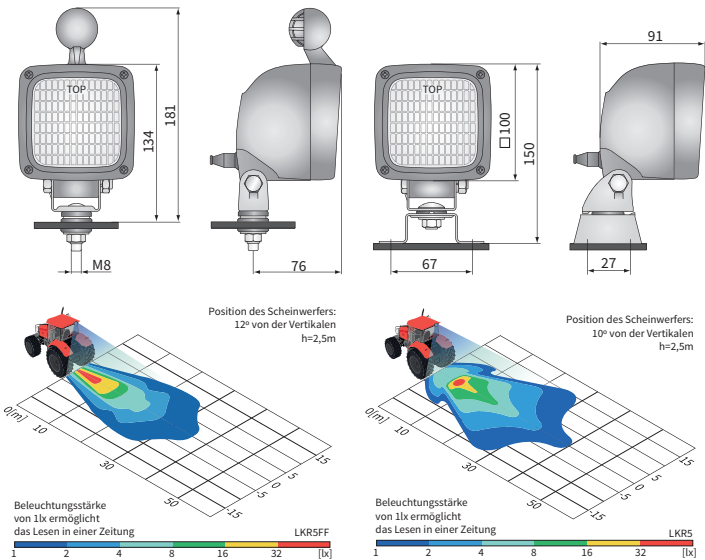 TOP
134
181
M8
76
TOP
□100
150
67
91
27
Position des Scheinwerfers:
12º von der Vertikalen
h=2,5m
0[m]
10
30
50
-15
-5
0
5
15
Beleuchtungsstärke
von 1lx ermöglicht
das Lesen in einer Zeitung
LKR5FF
1 2 4 8 16 32 [lx]
Position des Scheinwerfers:
10º von der Vertikalen
h=2,5m
0[m]
10
30
50
-15
-5
0
5
15
Beleuchtungsstärke
von 1lx ermöglicht
das Lesen in einer Zeitung
LKR5
1 2 4 8 16 32 [lx]